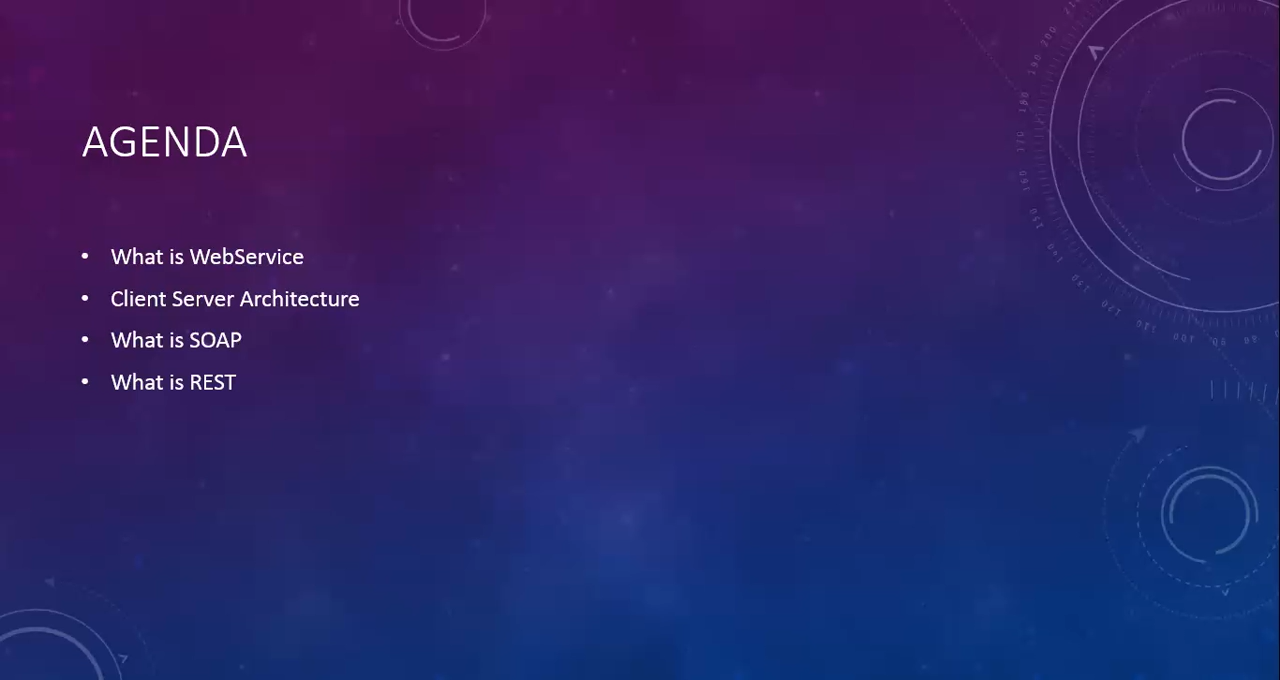 AGENDA
• What is WebService
• Client Server Architecture
• What is SOAP
• What is REST